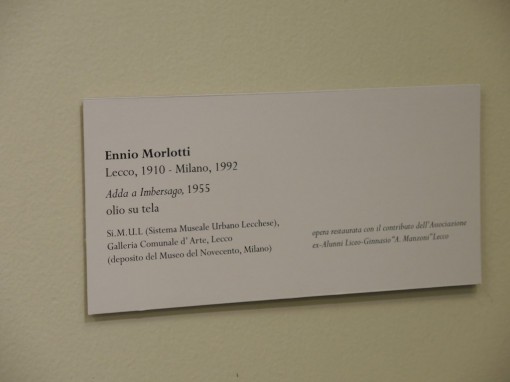 Ennio Morlotti
Lecco, 1910 - Milano, 1992
Adda a Imbersago, 1955
olio su tela
Si.M.U.L (Sistema Museale Urbano Lecchese),
Galleria Comunale d'Arte, Lecco
(deposito del Museo del Novecento, Milano)
opera restaurata con il contributo dell'Associazione
ex-Alunni Liceo-Ginnasio "A. Manzoni" Lecco